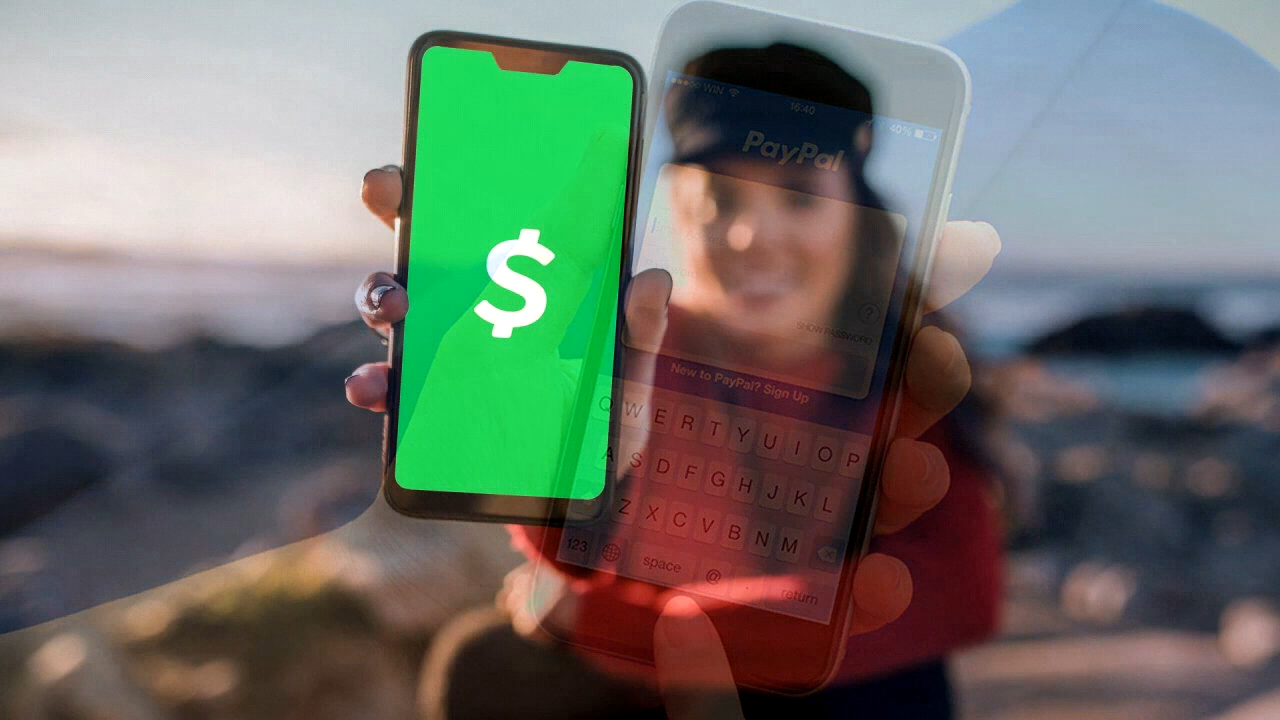 $
WIN 16:40 40%
PayPal
?
SHOW PASSWORD
New to PayPal? Sign Up
Q W E R T Y U I O P
A S D F G H J K L
Z X C V B N M
123 space @ . return